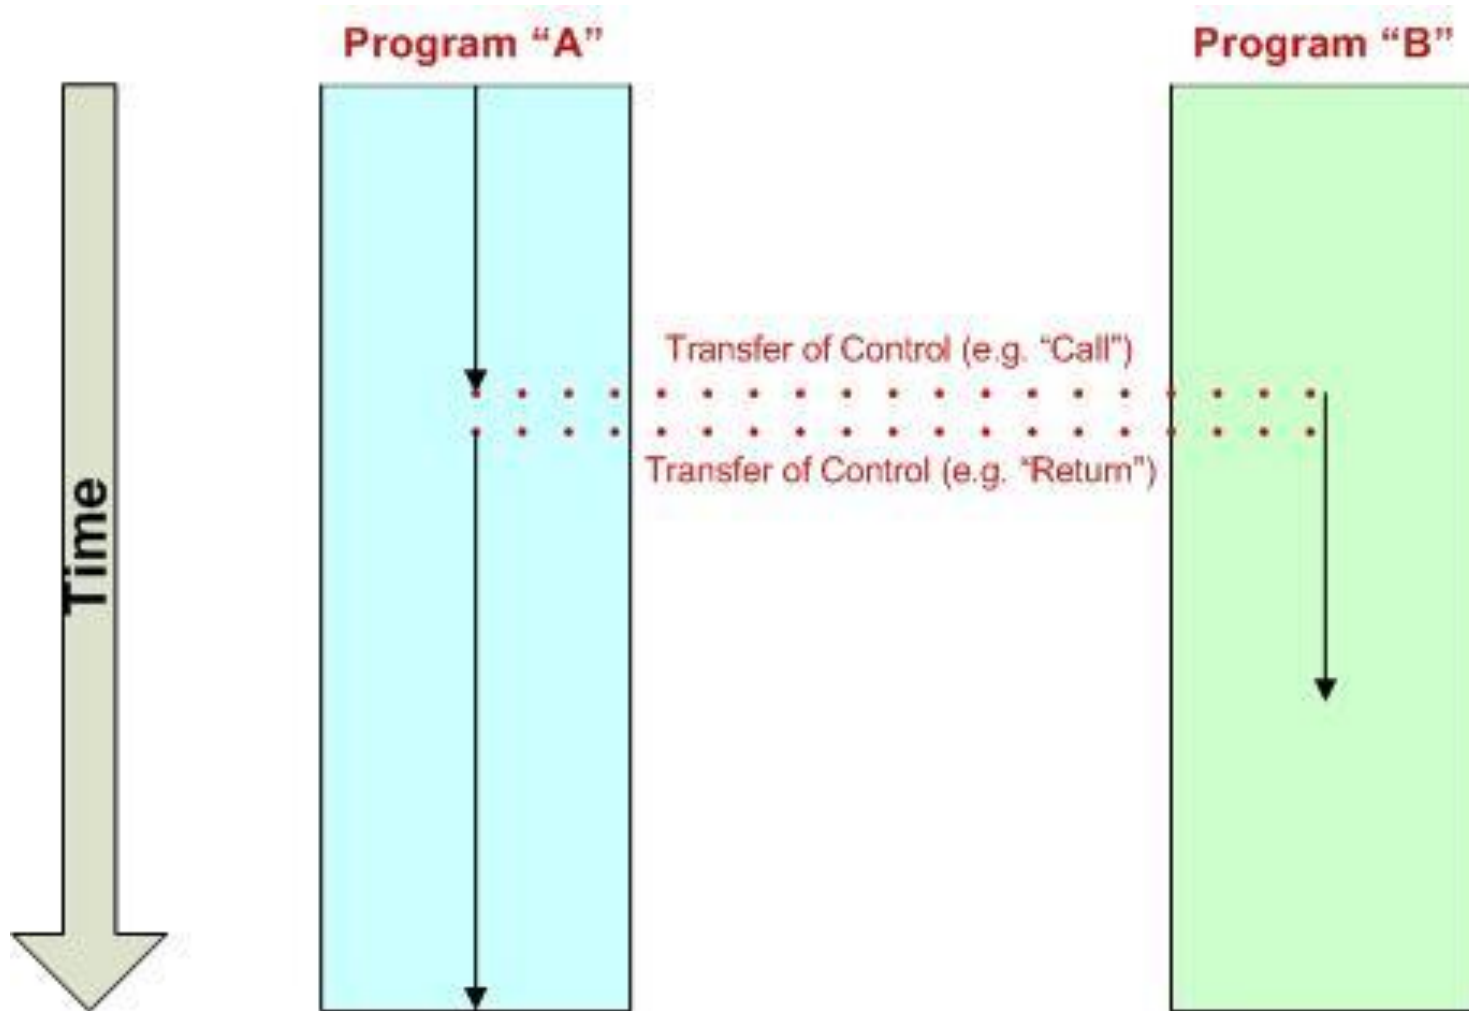 Program “A”
Program “B”
Transfer of Control (e.g. “Call”)
Transfer of Control (e.g. “Return”)
Time